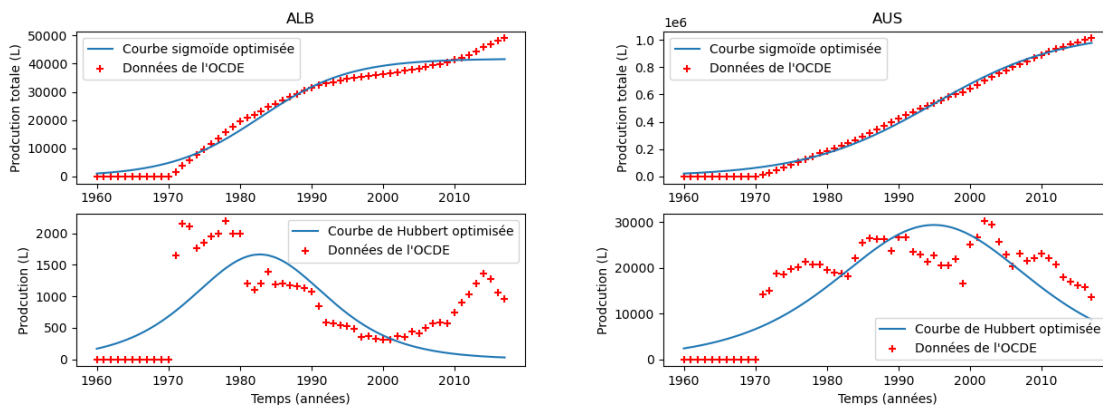 ALB
Prodcution totale (L)
50000
40000
30000
20000
10000
0
Courbe sigmoïde optimisée
Données de l'OCDE
1960 1970 1980 1990 2000 2010
Prodcution (L)
2000
1500
1000
500
0
Courbe de Hubbert optimisée
Données de l'OCDE
1960 1970 1980 1990 2000 2010
Temps (années)
AUS
1e6
Prodcution totale (L)
1.0
0.8
0.6
0.4
0.2
0.0
Courbe sigmoïde optimisée
Données de l'OCDE
1960 1970 1980 1990 2000 2010
Prodcution (L)
30000
20000
10000
0
Courbe de Hubbert optimisée
Données de l'OCDE
1960 1970 1980 1990 2000 2010
Temps (années)